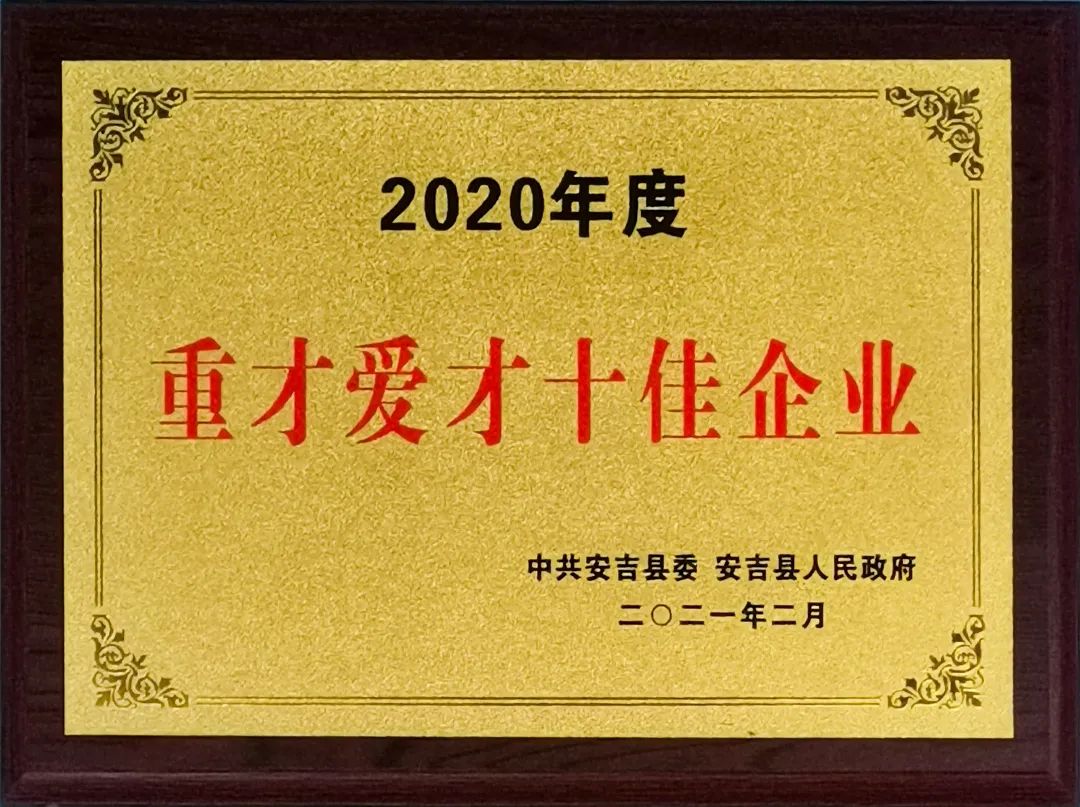 2020年度
重才爱才十佳企业
中共安吉县委 安吉县人民政府
二〇二一年二月